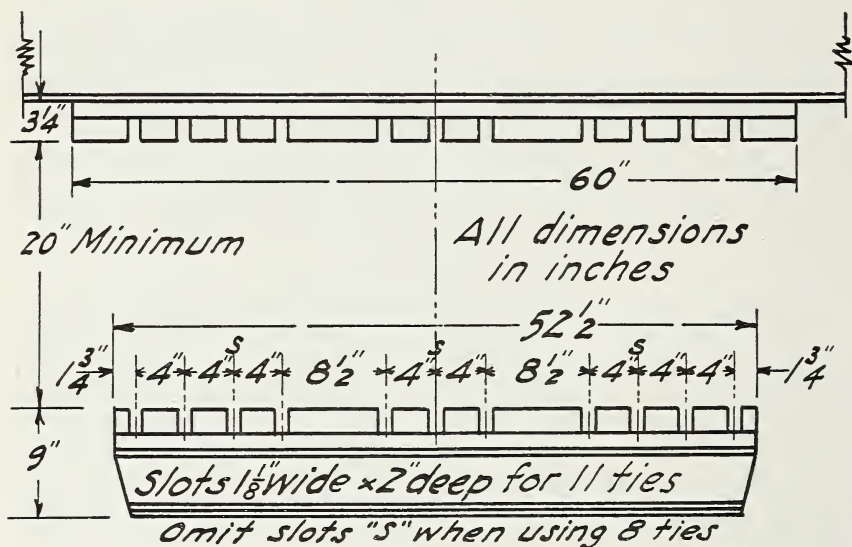 3¼"
60"
20" Minimum
All dimensions
in inches
52½"
S S S
1¾" 4" 4" 4" 8½" 4" 4" 8½" 4" 4" 4" 1¾"
9"
Slots 1⅛" wide × 2" deep for 11 ties
Omit slots "S" when using 8 ties